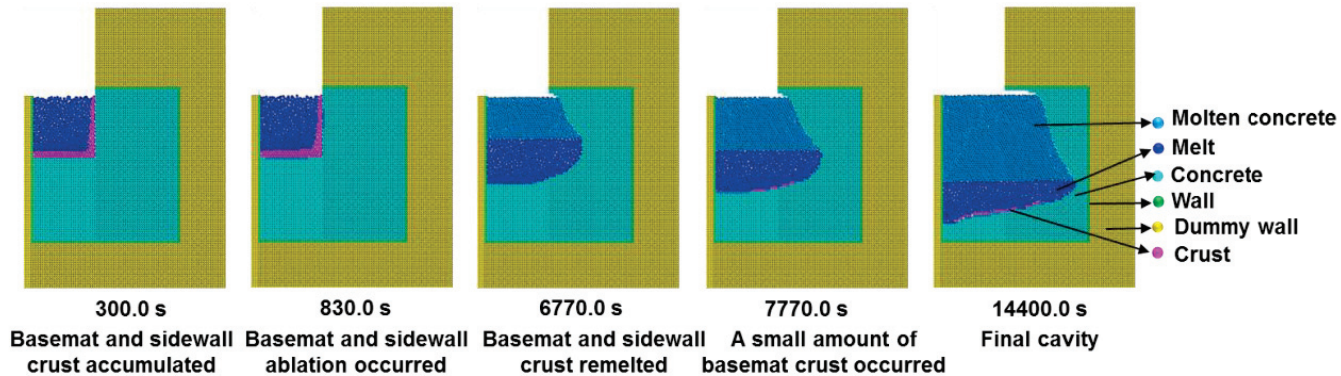 Molten concrete
Melt
Concrete
Wall
Dummy wall
Crust
300.0 s
Basemat and sidewall
crust accumulated
830.0 s
Basemat and sidewall
ablation occurred
6770.0 s
Basemat and sidewall
crust remelted
7770.0 s
A small amount of
basemat crust occurred
14400.0 s
Final cavity